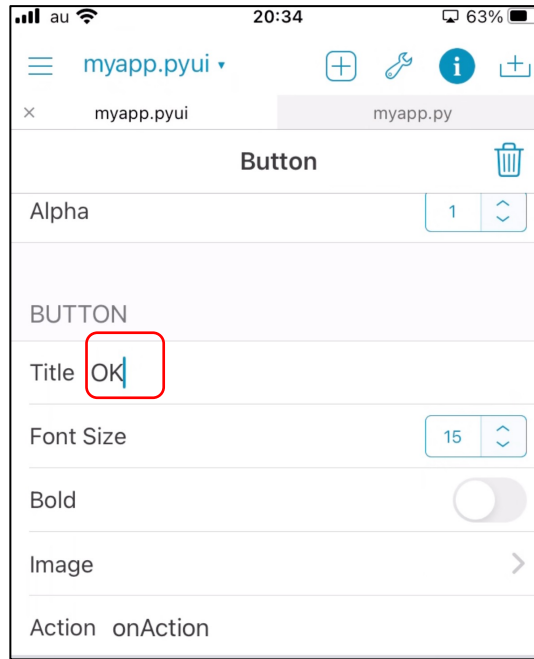 au 20:34 63%
myapp.pyui ▾
× myapp.pyui myapp.py
Button
Alpha 1
BUTTON
Title OK
Font Size 15
Bold
Image
Action onAction